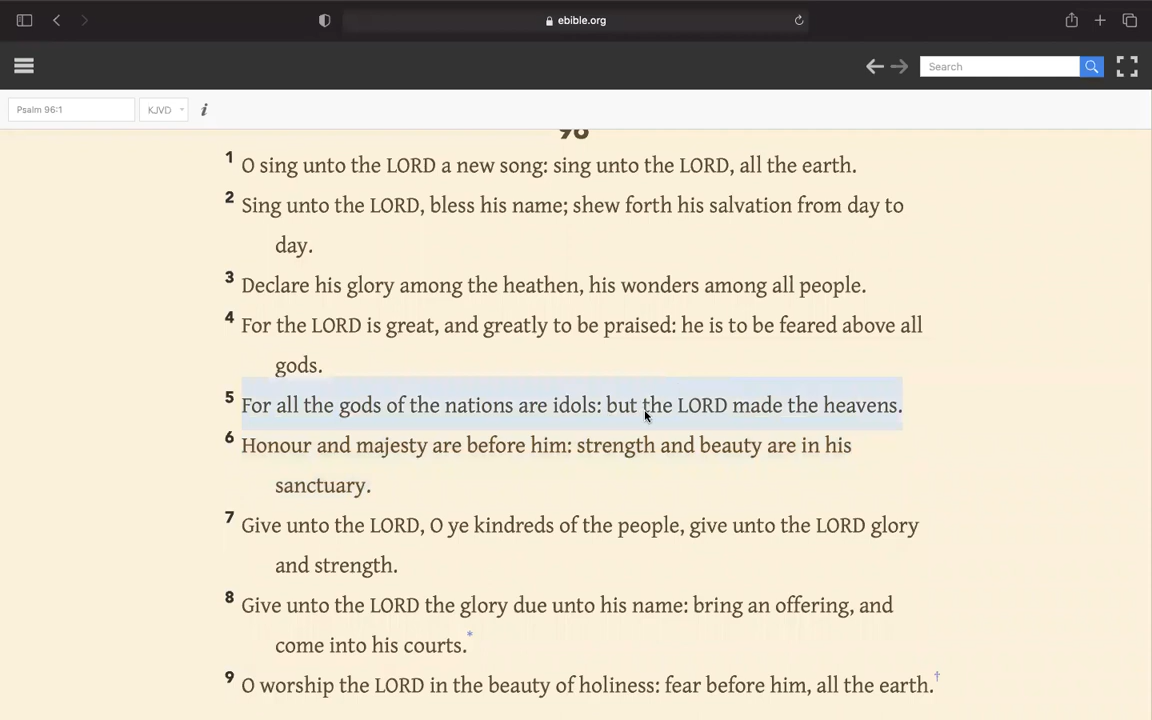 ebible.org
Search
Psalm 96:1 KJVD i
96
1 O sing unto the LORD a new song: sing unto the LORD, all the earth.
2 Sing unto the LORD, bless his name; shew forth his salvation from day to
day.
3 Declare his glory among the heathen, his wonders among all people.
4 For the LORD is great, and greatly to be praised: he is to be feared above all
gods.
5 For all the gods of the nations are idols: but the LORD made the heavens.
6 Honour and majesty are before him: strength and beauty are in his
sanctuary.
7 Give unto the LORD, O ye kindreds of the people, give unto the LORD glory
and strength.
8 Give unto the LORD the glory due unto his name: bring an offering, and
come into his courts.*
9 O worship the LORD in the beauty of holiness: fear before him, all the earth.†